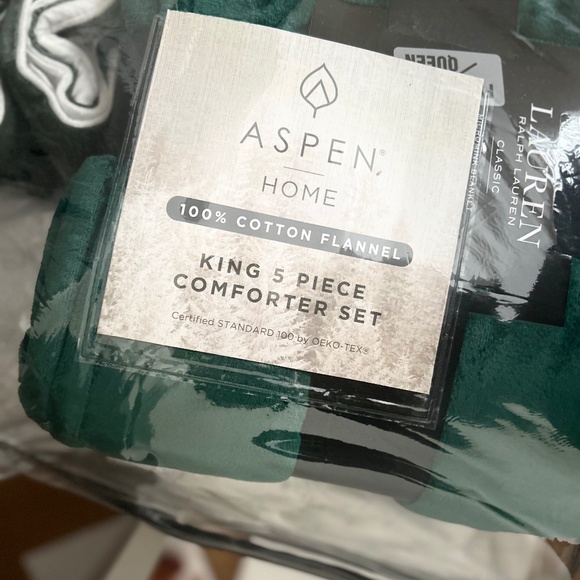 ASPEN®
HOME
100% COTTON FLANNEL
KING 5 PIECE
COMFORTER SET
Certified STANDARD 100 by OEKO-TEX®
QUEEN
LAUREN
RALPH LAUREN
CLASSIC
BLANKET